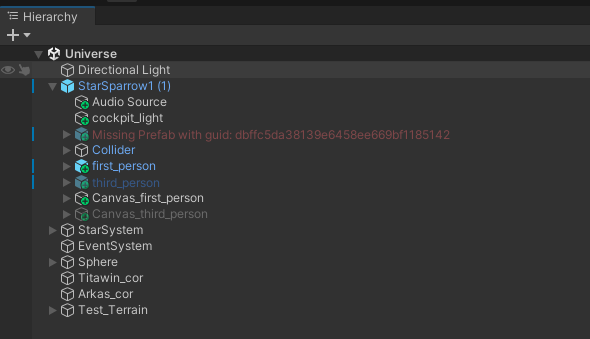 Hierarchy
Universe
Directional Light
StarSparrow1 (1)
Audio Source
cockpit_light
Missing Prefab with guid: dbffc5da38139e6458ee669bf1185142
Collider
first_person
third_person
Canvas_first_person
Canvas_third_person
StarSystem
EventSystem
Sphere
Titawin_cor
Arkas_cor
Test_Terrain